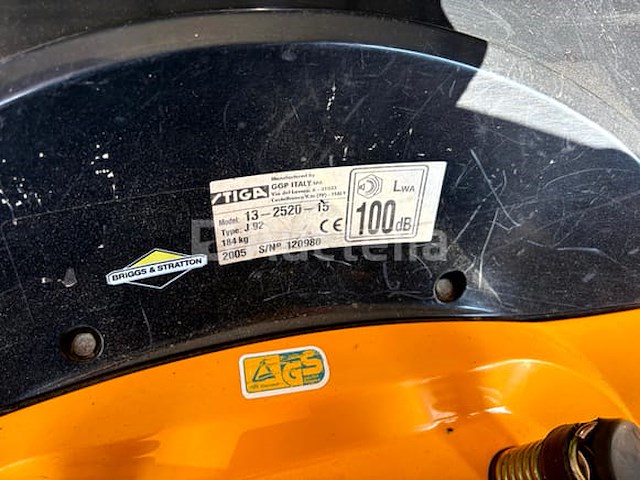 Manufactured by
GGP ITALY SPA
STIGA
Model: 13-2520-15
Type: J 92
184 kg
2005 S/Nº 120980
CE
LWA
100dB
BRIGGS & STRATTON
GS